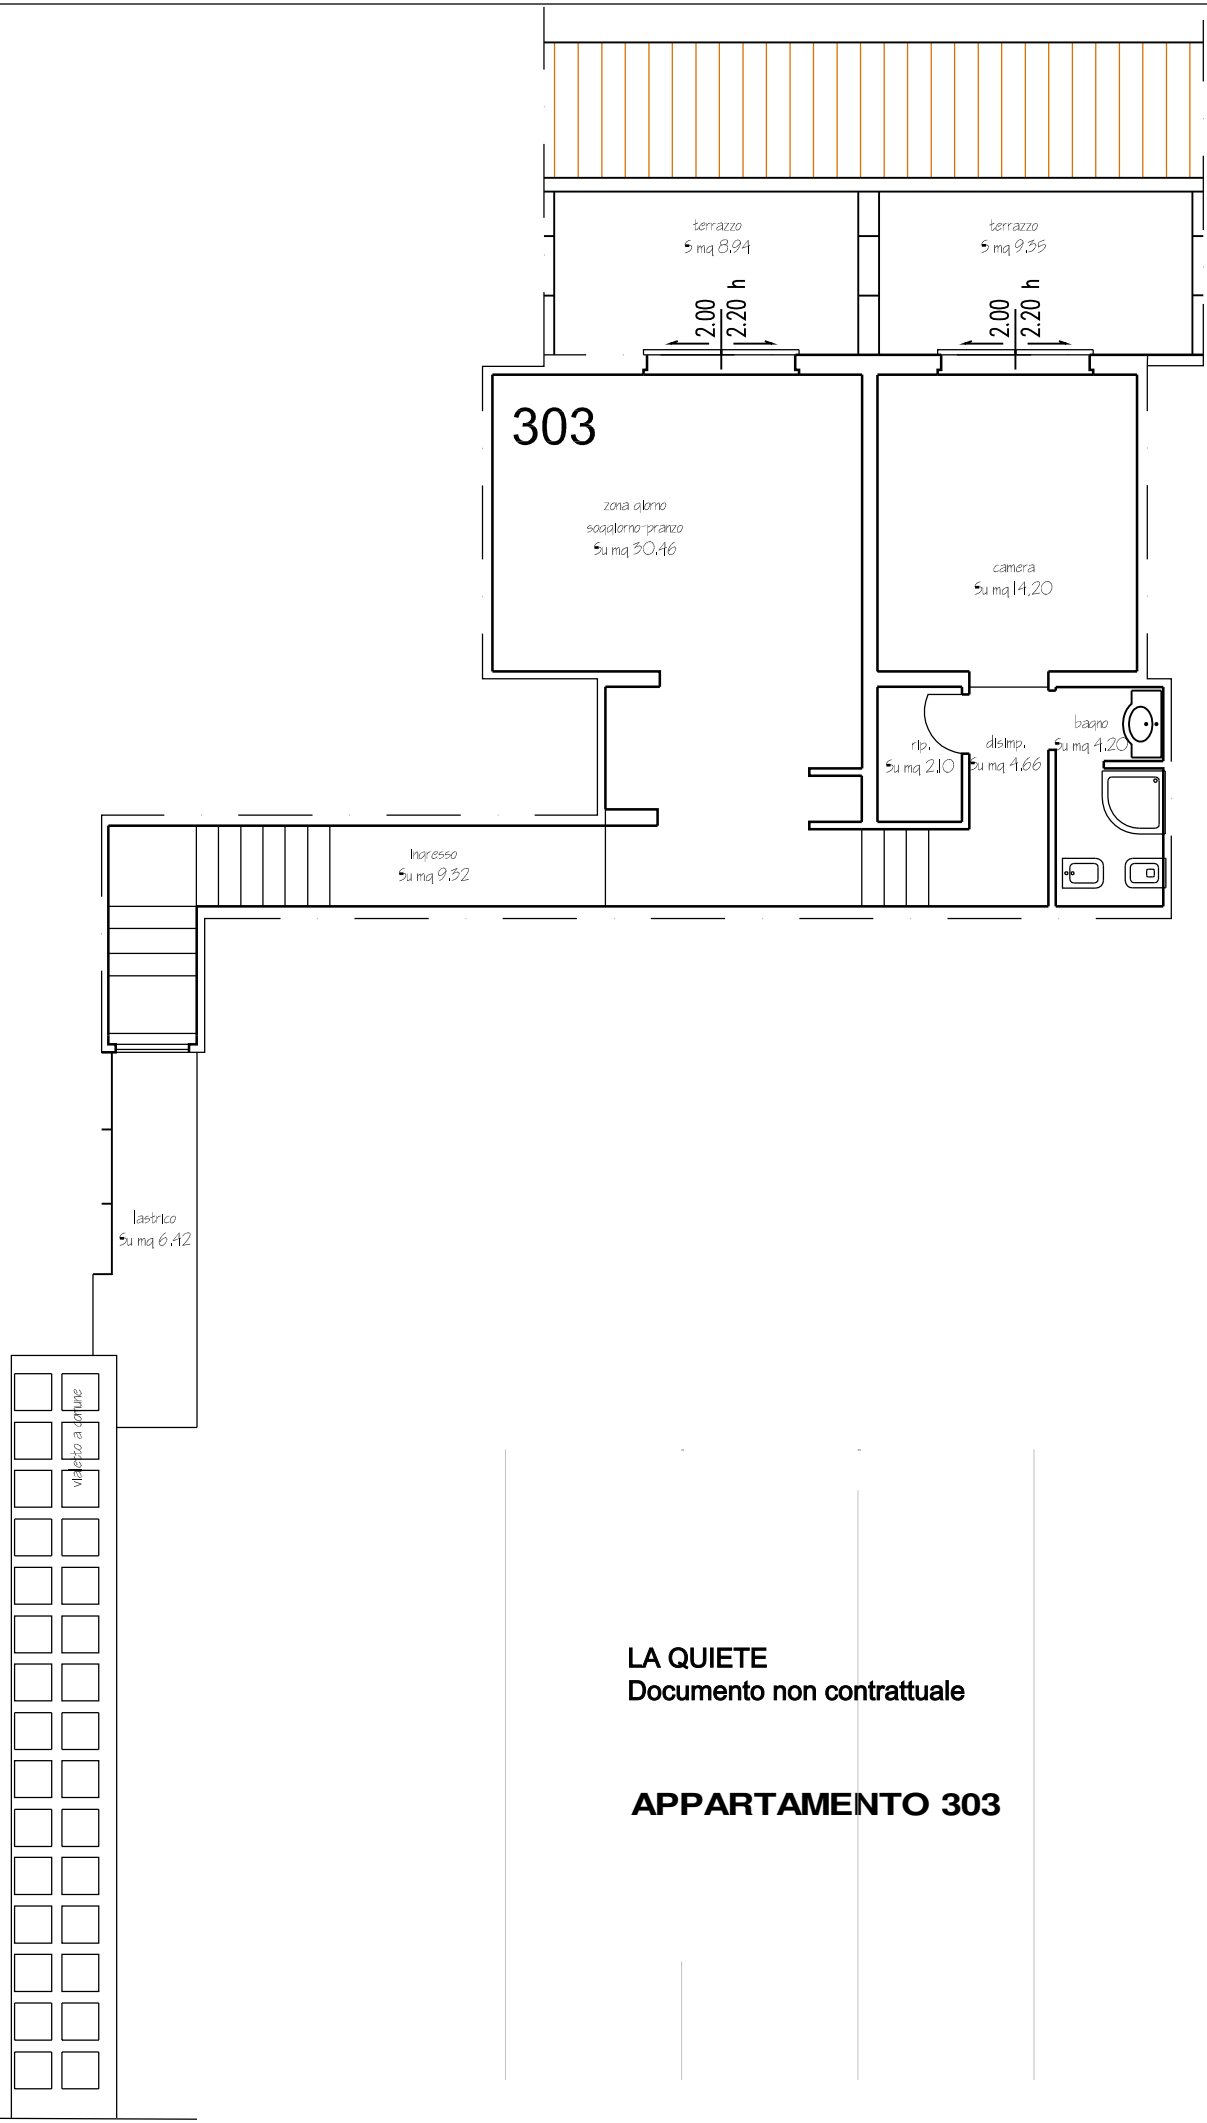 terrazzo
S mq 8.94
terrazzo
S mq 9.35
2.00
2.20 h
2.00
2.20 h
303
zona giorno
soggiorno-pranzo
Su mq 30.46
camera
Su mq 14.20
rip.
Su mq 2.10
disimp.
Su mq 4.66
bagno
Su mq 4.20
Ingresso
Su mq 9.32
lastrico
Su mq 6.42
vialetto a comune
LA QUIETE
Documento non contrattuale
APPARTAMENTO 303